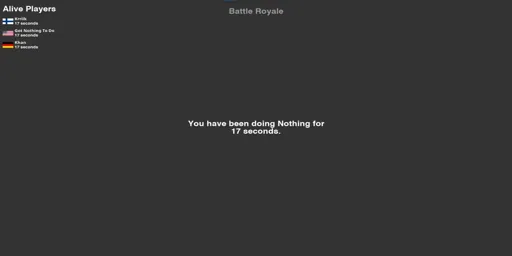 Alive Players
Krtik
17 seconds
Got Nothing To Do
17 seconds
Khan
17 seconds
Battle Royale
You have been doing Nothing for
17 seconds.